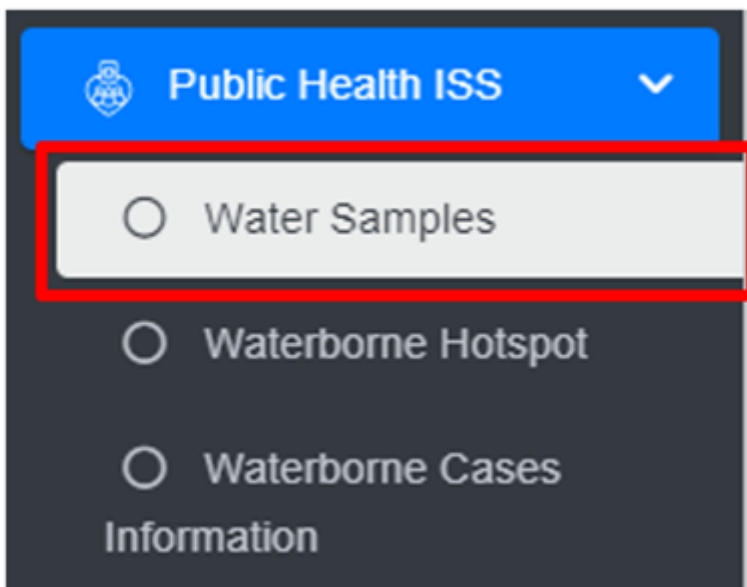 Public Health ISS
Water Samples
Waterborne Hotspot
Waterborne Cases
Information